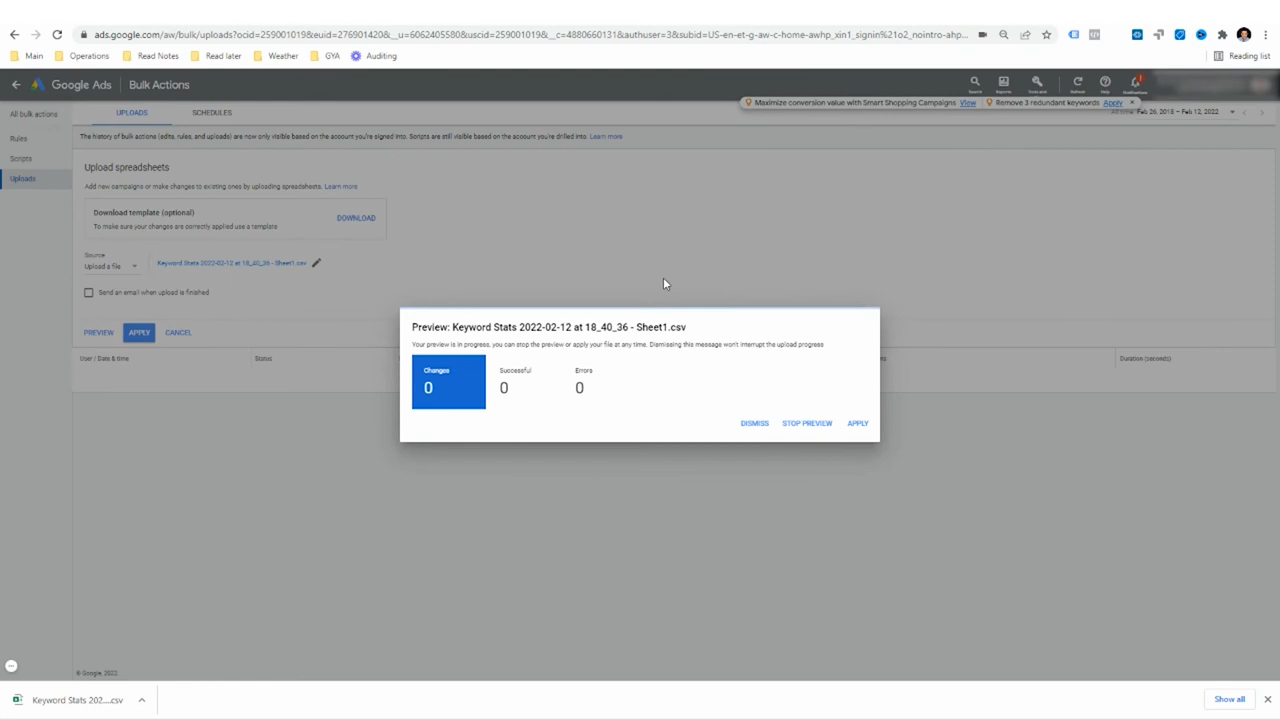 ads.google.com/aw/bulk/uploads?ocid=259001019&euid=276901420&__u=6062405580&uscid=259001019&__c=4880660131&authuser=3&subid=US-en-et-g-aw-c-home-awhp_xin1_signin%21o2_nointro-ahp...
Main Operations Read Notes Read later Weather GYA Auditing Reading list
Google Ads Bulk Actions
Search Reports Refresh Help Notifications
Maximize conversion value with Smart Shopping Campaigns View Remove 3 redundant keywords Apply
All bulk actions
UPLOADS SCHEDULES
All time Feb 26, 2018 – Feb 12, 2022
The history of bulk actions (edits, rules, and uploads) are now only visible based on the account you're signed into. Scripts are still visible based on the account you're drilled into. Learn more
Rules
Scripts
Uploads
Upload spreadsheets
Add new campaigns or make changes to existing ones by uploading spreadsheets. Learn more
Download template (optional)
DOWNLOAD
To make sure your changes are correctly applied use a template
Source
Upload a file
Keyword Stats 2022-02-12 at 18_40_36 - Sheet1.csv
Send an email when upload is finished
PREVIEW APPLY CANCEL
User / Date & time Status Duration (seconds)
Preview: Keyword Stats 2022-02-12 at 18_40_36 - Sheet1.csv
Your preview is in progress, you can stop the preview or apply your file at any time. Dismissing this message won't interrupt the upload progress
Changes Successful Errors
0 0 0
DISMISS STOP PREVIEW APPLY
© Google, 2022.
Keyword Stats 202....csv
Show all